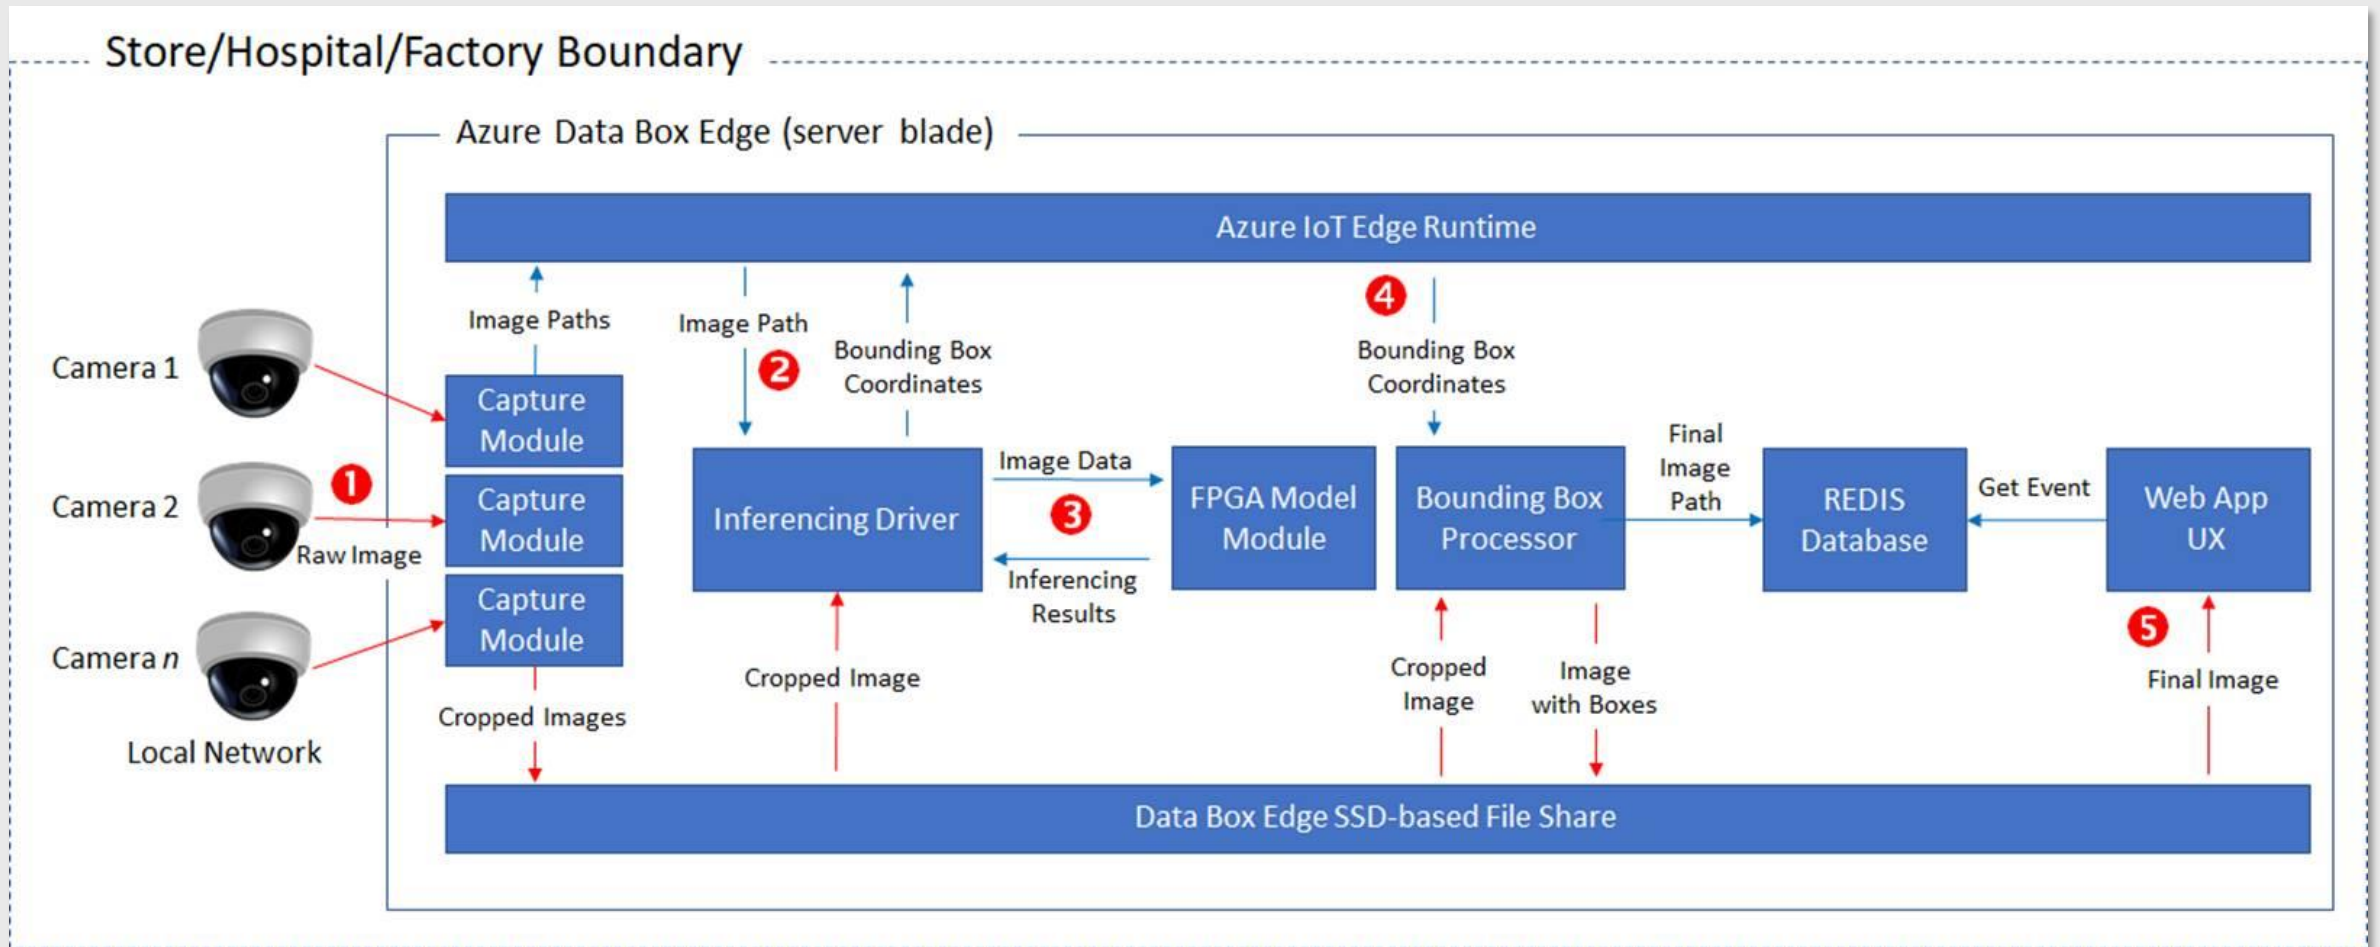 Store/Hospital/Factory Boundary
Azure Data Box Edge (server blade)
Azure IoT Edge Runtime
Camera 1
Camera 2
Camera n
Local Network
1
Raw Image
Image Paths
Capture
Module
Capture
Module
Capture
Module
Cropped Images
Image Path
2
Bounding Box
Coordinates
Inferencing Driver
Cropped Image
Image Data
3
Inferencing
Results
FPGA Model
Module
4
Bounding Box
Coordinates
Bounding Box
Processor
Cropped
Image
Image
with Boxes
Final
Image
Path
REDIS
Database
Get Event
Web App
UX
5
Final Image
Data Box Edge SSD-based File Share